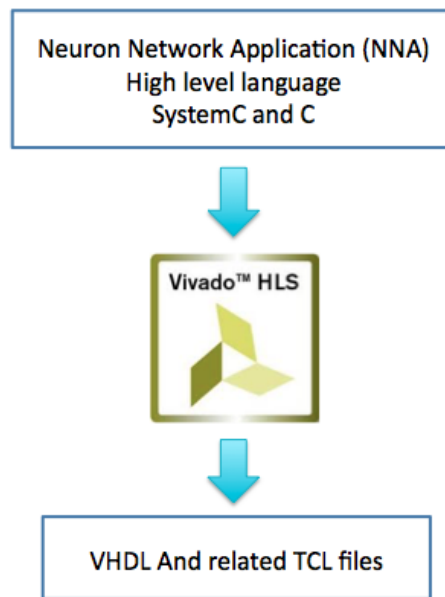 Neuron Network Application (NNA)
High level language
SystemC and C
Vivado™ HLS
VHDL And related TCL files